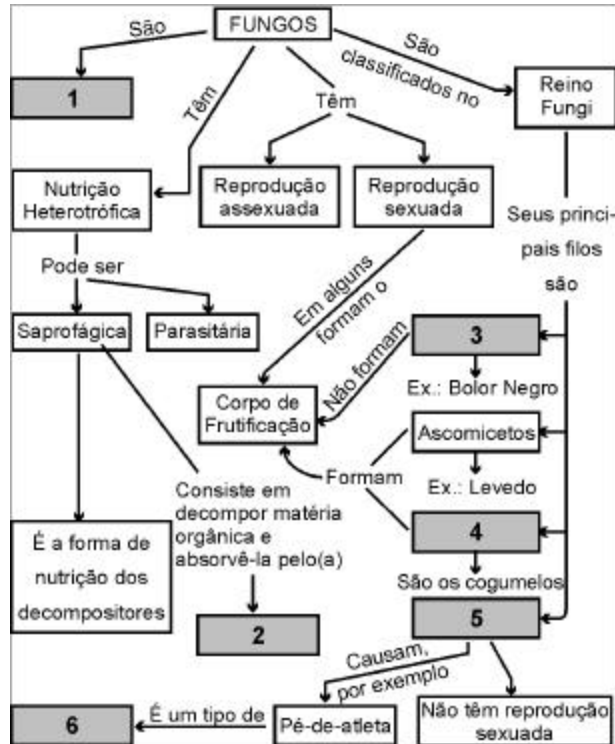 FUNGOS
São
São
classificados no
1
Têm
Têm
Reino
Fungi
Nutrição
Heterotrófica
Reprodução
assexuada
Reprodução
sexuada
Seus princi-
pais filos
são
Pode ser
Em alguns
formam o
Saprofágica
Parasitária
Não formam
3
Ex.: Bolor Negro
Corpo de
Frutificação
Ascomicetos
Formam
Ex.: Levedo
Consiste em
decompor matéria
orgânica e
absorvê-la pelo(a)
4
É a forma de
nutrição dos
decompositores
São os cogumelos
2
5
Causam,
por exemplo
6
É um tipo de
Pé-de-atleta
Não têm reprodução
sexuada